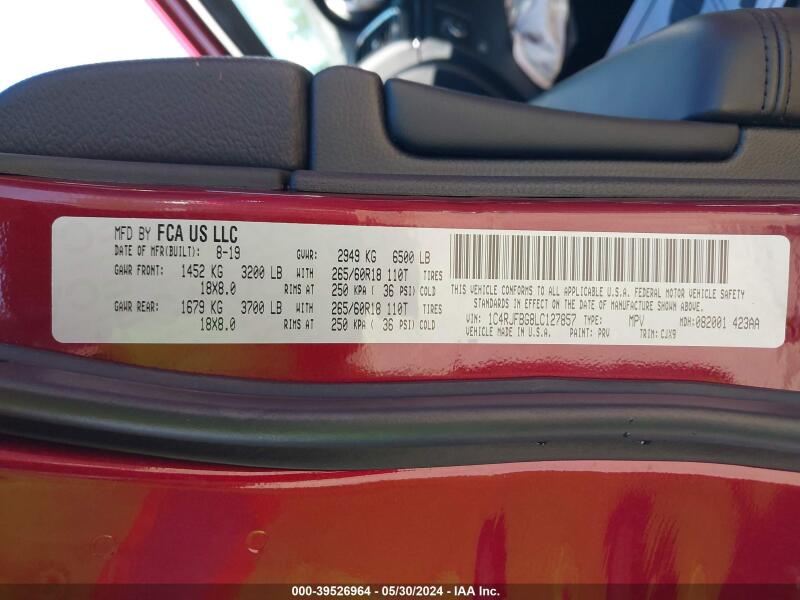 MFD BY FCA US LLC
DATE OF MFR(BUILT): 8-19 GVWR: 2949 KG 6500 LB
GAWR FRONT: 1452 KG 3200 LB WITH 265/60R18 110T TIRES
18X8.0 RIMS AT 250 KPA ( 36 PSI) COLD
GAWR REAR: 1679 KG 3700 LB WITH 265/60R18 110T TIRES
18X8.0 RIMS AT 250 KPA ( 36 PSI) COLD
THIS VEHICLE CONFORMS TO ALL APPLICABLE U.S.A. FEDERAL MOTOR VEHICLE SAFETY
STANDARDS IN EFFECT ON THE DATE OF MANUFACTURE SHOWN ABOVE.
VIN: 1C4RJFBG8LC127857 TYPE: MPV MDH:082001 423AA
VEHICLE MADE IN U.S.A. PAINT: PRV TRIM: CJX9
000-39526964 - 05/30/2024 - IAA Inc.